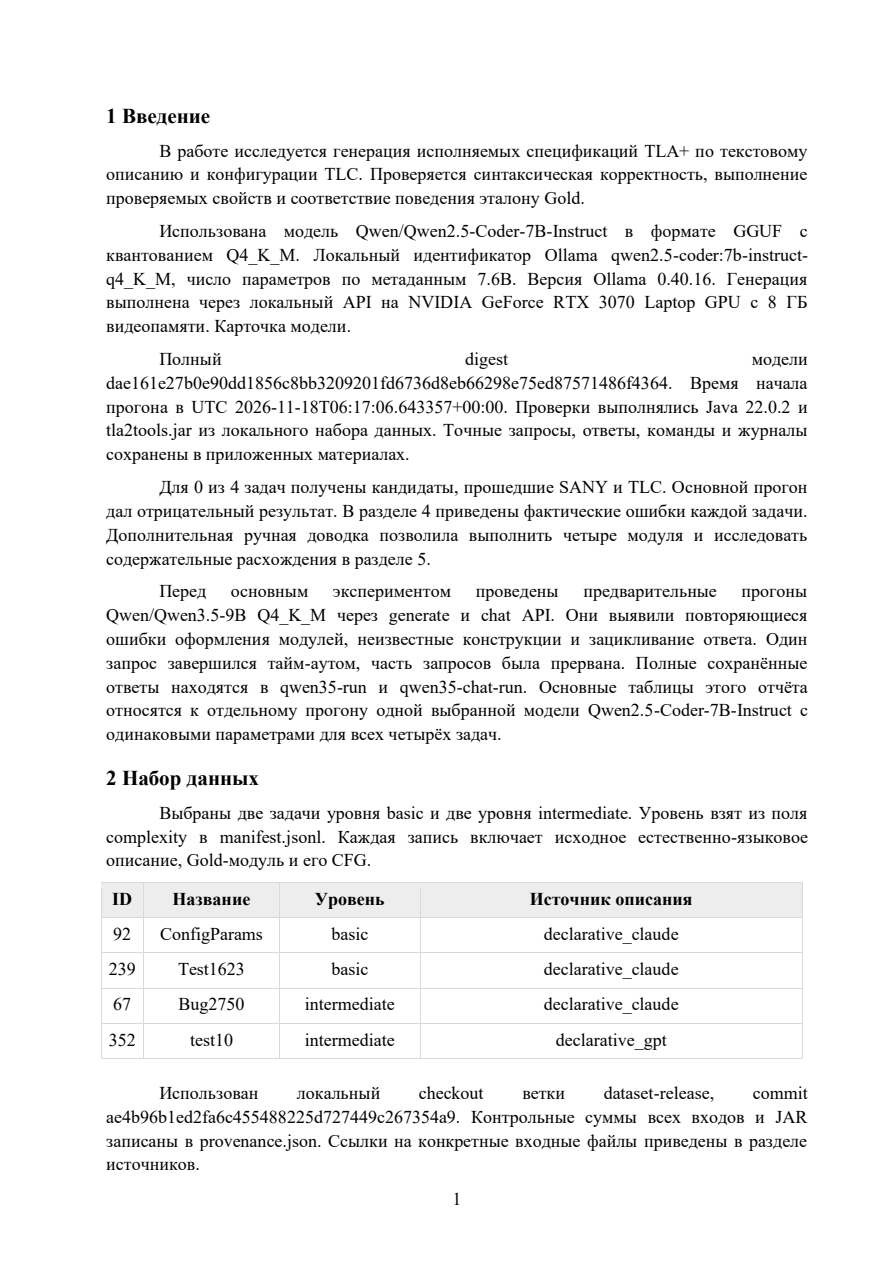 1 Введение
В работе исследуется генерация исполняемых спецификаций TLA+ по текстовому
описанию и конфигурации TLC. Проверяется синтаксическая корректность, выполнение
проверяемых свойств и соответствие поведения эталону Gold.
Использована модель Qwen/Qwen2.5-Coder-7B-Instruct в формате GGUF с
квантованием Q4_K_M. Локальный идентификатор Ollama qwen2.5-coder:7b-instruct-
q4_K_M, число параметров по метаданным 7.6B. Версия Ollama 0.40.16. Генерация
выполнена через локальный API на NVIDIA GeForce RTX 3070 Laptop GPU с 8 ГБ
видеопамяти. Карточка модели.
Полный digest модели
dae161e27b0e90dd1856c8bb3209201fd6736d8eb66298e75ed87571486f4364. Время начала
прогона в UTC 2026-11-18T06:17:06.643357+00:00. Проверки выполнялись Java 22.0.2 и
tla2tools.jar из локального набора данных. Точные запросы, ответы, команды и журналы
сохранены в приложенных материалах.
Для 0 из 4 задач получены кандидаты, прошедшие SANY и TLC. Основной прогон
дал отрицательный результат. В разделе 4 приведены фактические ошибки каждой задачи.
Дополнительная ручная доводка позволила выполнить четыре модуля и исследовать
содержательные расхождения в разделе 5.
Перед основным экспериментом проведены предварительные прогоны
Qwen/Qwen3.5-9B Q4_K_M через generate и chat API. Они выявили повторяющиеся
ошибки оформления модулей, неизвестные конструкции и зацикливание ответа. Один
запрос завершился тайм-аутом, часть запросов была прервана. Полные сохранённые
ответы находятся в qwen35-run и qwen35-chat-run. Основные таблицы этого отчёта
относятся к отдельному прогону одной выбранной модели Qwen2.5-Coder-7B-Instruct с
одинаковыми параметрами для всех четырёх задач.
2 Набор данных
Выбраны две задачи уровня basic и две уровня intermediate. Уровень взят из поля
complexity в manifest.jsonl. Каждая запись включает исходное естественно-языковое
описание, Gold-модуль и его CFG.
ID Название Уровень Источник описания
92 ConfigParams basic declarative_claude
239 Test1623 basic declarative_claude
67 Bug2750 intermediate declarative_claude
352 test10 intermediate declarative_gpt
Использован локальный checkout ветки dataset-release, commit
ae4b96b1ed2fa6c455488225d727449c267354a9. Контрольные суммы всех входов и JAR
записаны в provenance.json. Ссылки на конкретные входные файлы приведены в разделе
источников.
1